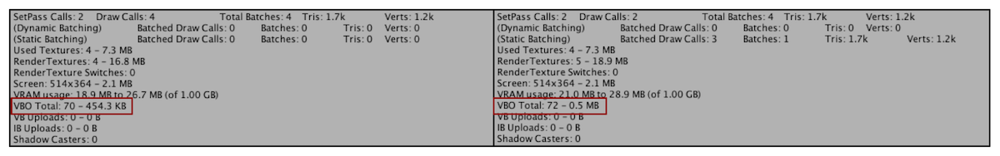 SetPass Calls: 2 Draw Calls: 4 Total Batches: 4 Tris: 1.7k Verts: 1.2k
(Dynamic Batching) Batched Draw Calls: 0 Batches: 0 Tris: 0 Verts: 0
(Static Batching) Batched Draw Calls: 0 Batches: 0 Tris: 0 Verts: 0
Used Textures: 4 – 7.3 MB
RenderTextures: 4 – 16.8 MB
RenderTexture Switches: 0
Screen: 514x364 – 2.1 MB
VRAM usage: 18.9 MB to 26.7 MB (of 1.00 GB)
VBO Total: 70 – 454.3 KB
VB Uploads: 0 – 0 B
IB Uploads: 0 – 0 B
Shadow Casters: 0
SetPass Calls: 2 Draw Calls: 2 Total Batches: 4 Tris: 1.7k Verts: 1.2k
(Dynamic Batching) Batched Draw Calls: 0 Batches: 0 Tris: 0 Verts: 0
(Static Batching) Batched Draw Calls: 3 Batches: 1 Tris: 1.7k Verts: 1.2k
Used Textures: 4 – 7.3 MB
RenderTextures: 5 – 18.9 MB
RenderTexture Switches: 0
Screen: 514x364 – 2.1 MB
VRAM usage: 21.0 MB to 28.9 MB (of 1.00 GB)
VBO Total: 72 – 0.5 MB
VB Uploads: 0 – 0 B
IB Uploads: 0 – 0 B
Shadow Casters: 0